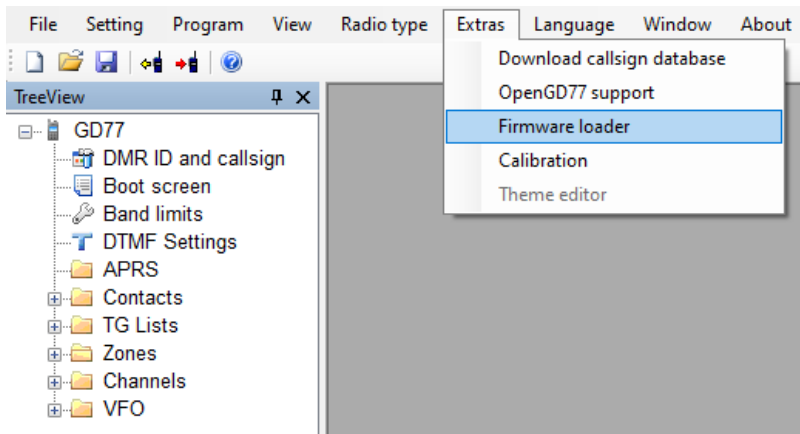 File Setting Program View Radio type Extras Language Window About
Download callsign database
OpenGD77 support
Firmware loader
Calibration
Theme editor
TreeView
GD77
DMR ID and callsign
Boot screen
Band limits
DTMF Settings
APRS
Contacts
TG Lists
Zones
Channels
VFO